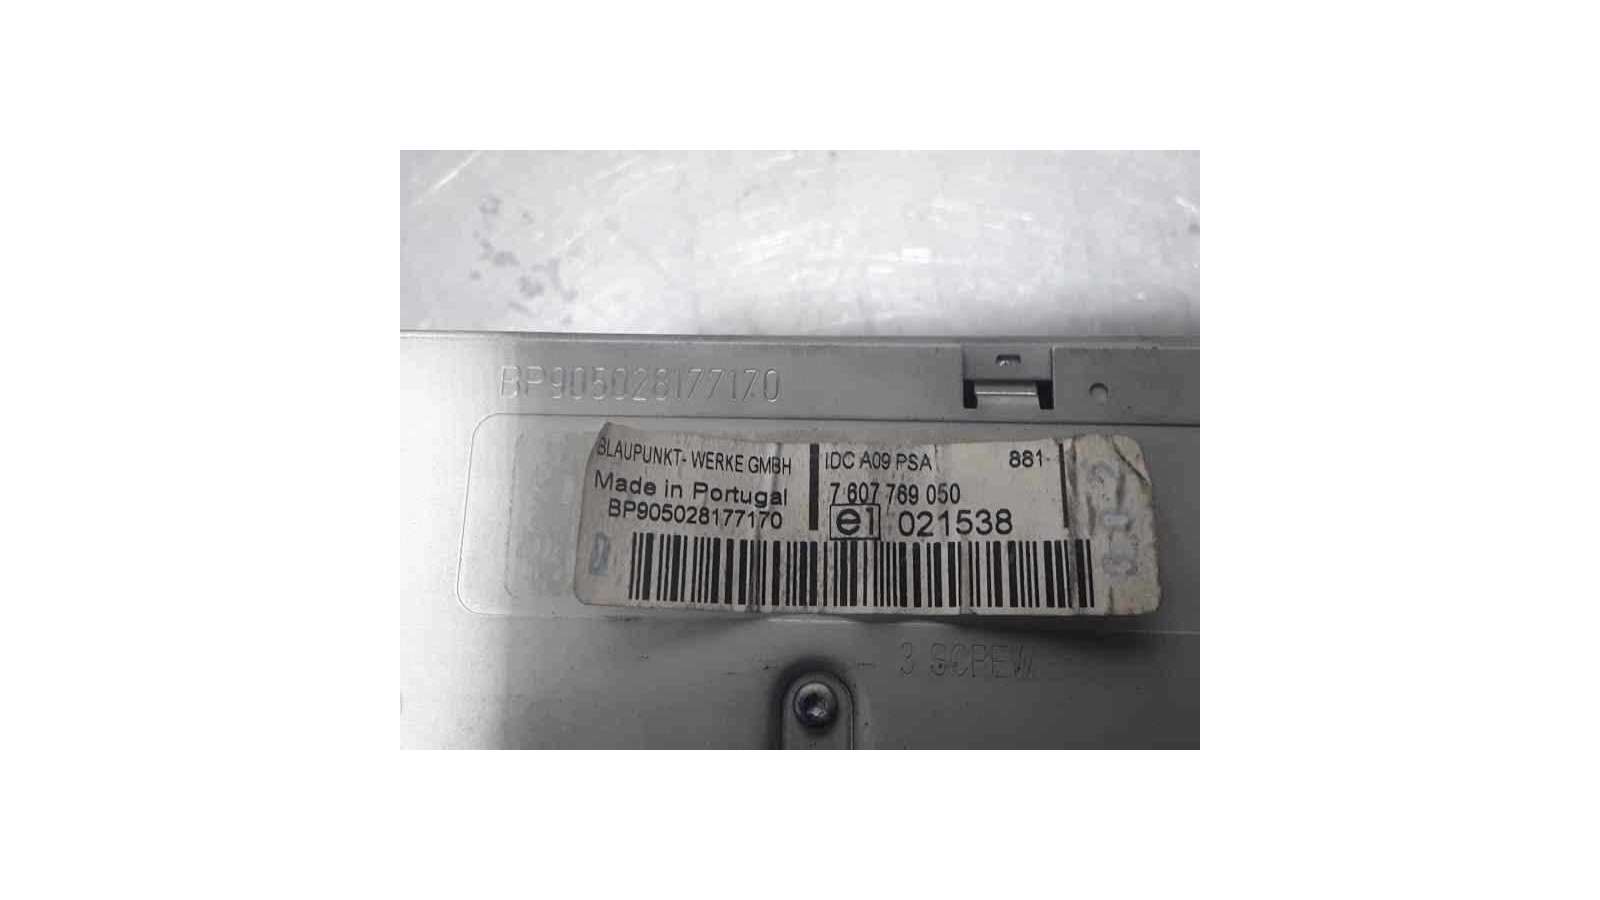 BP905028177170
BLAUPUNKT- WERKE GMBH
Made in Portugal
BP905028177170
IDC A09 PSA 881
7 607 769 050
e1 021538
3 SCREW